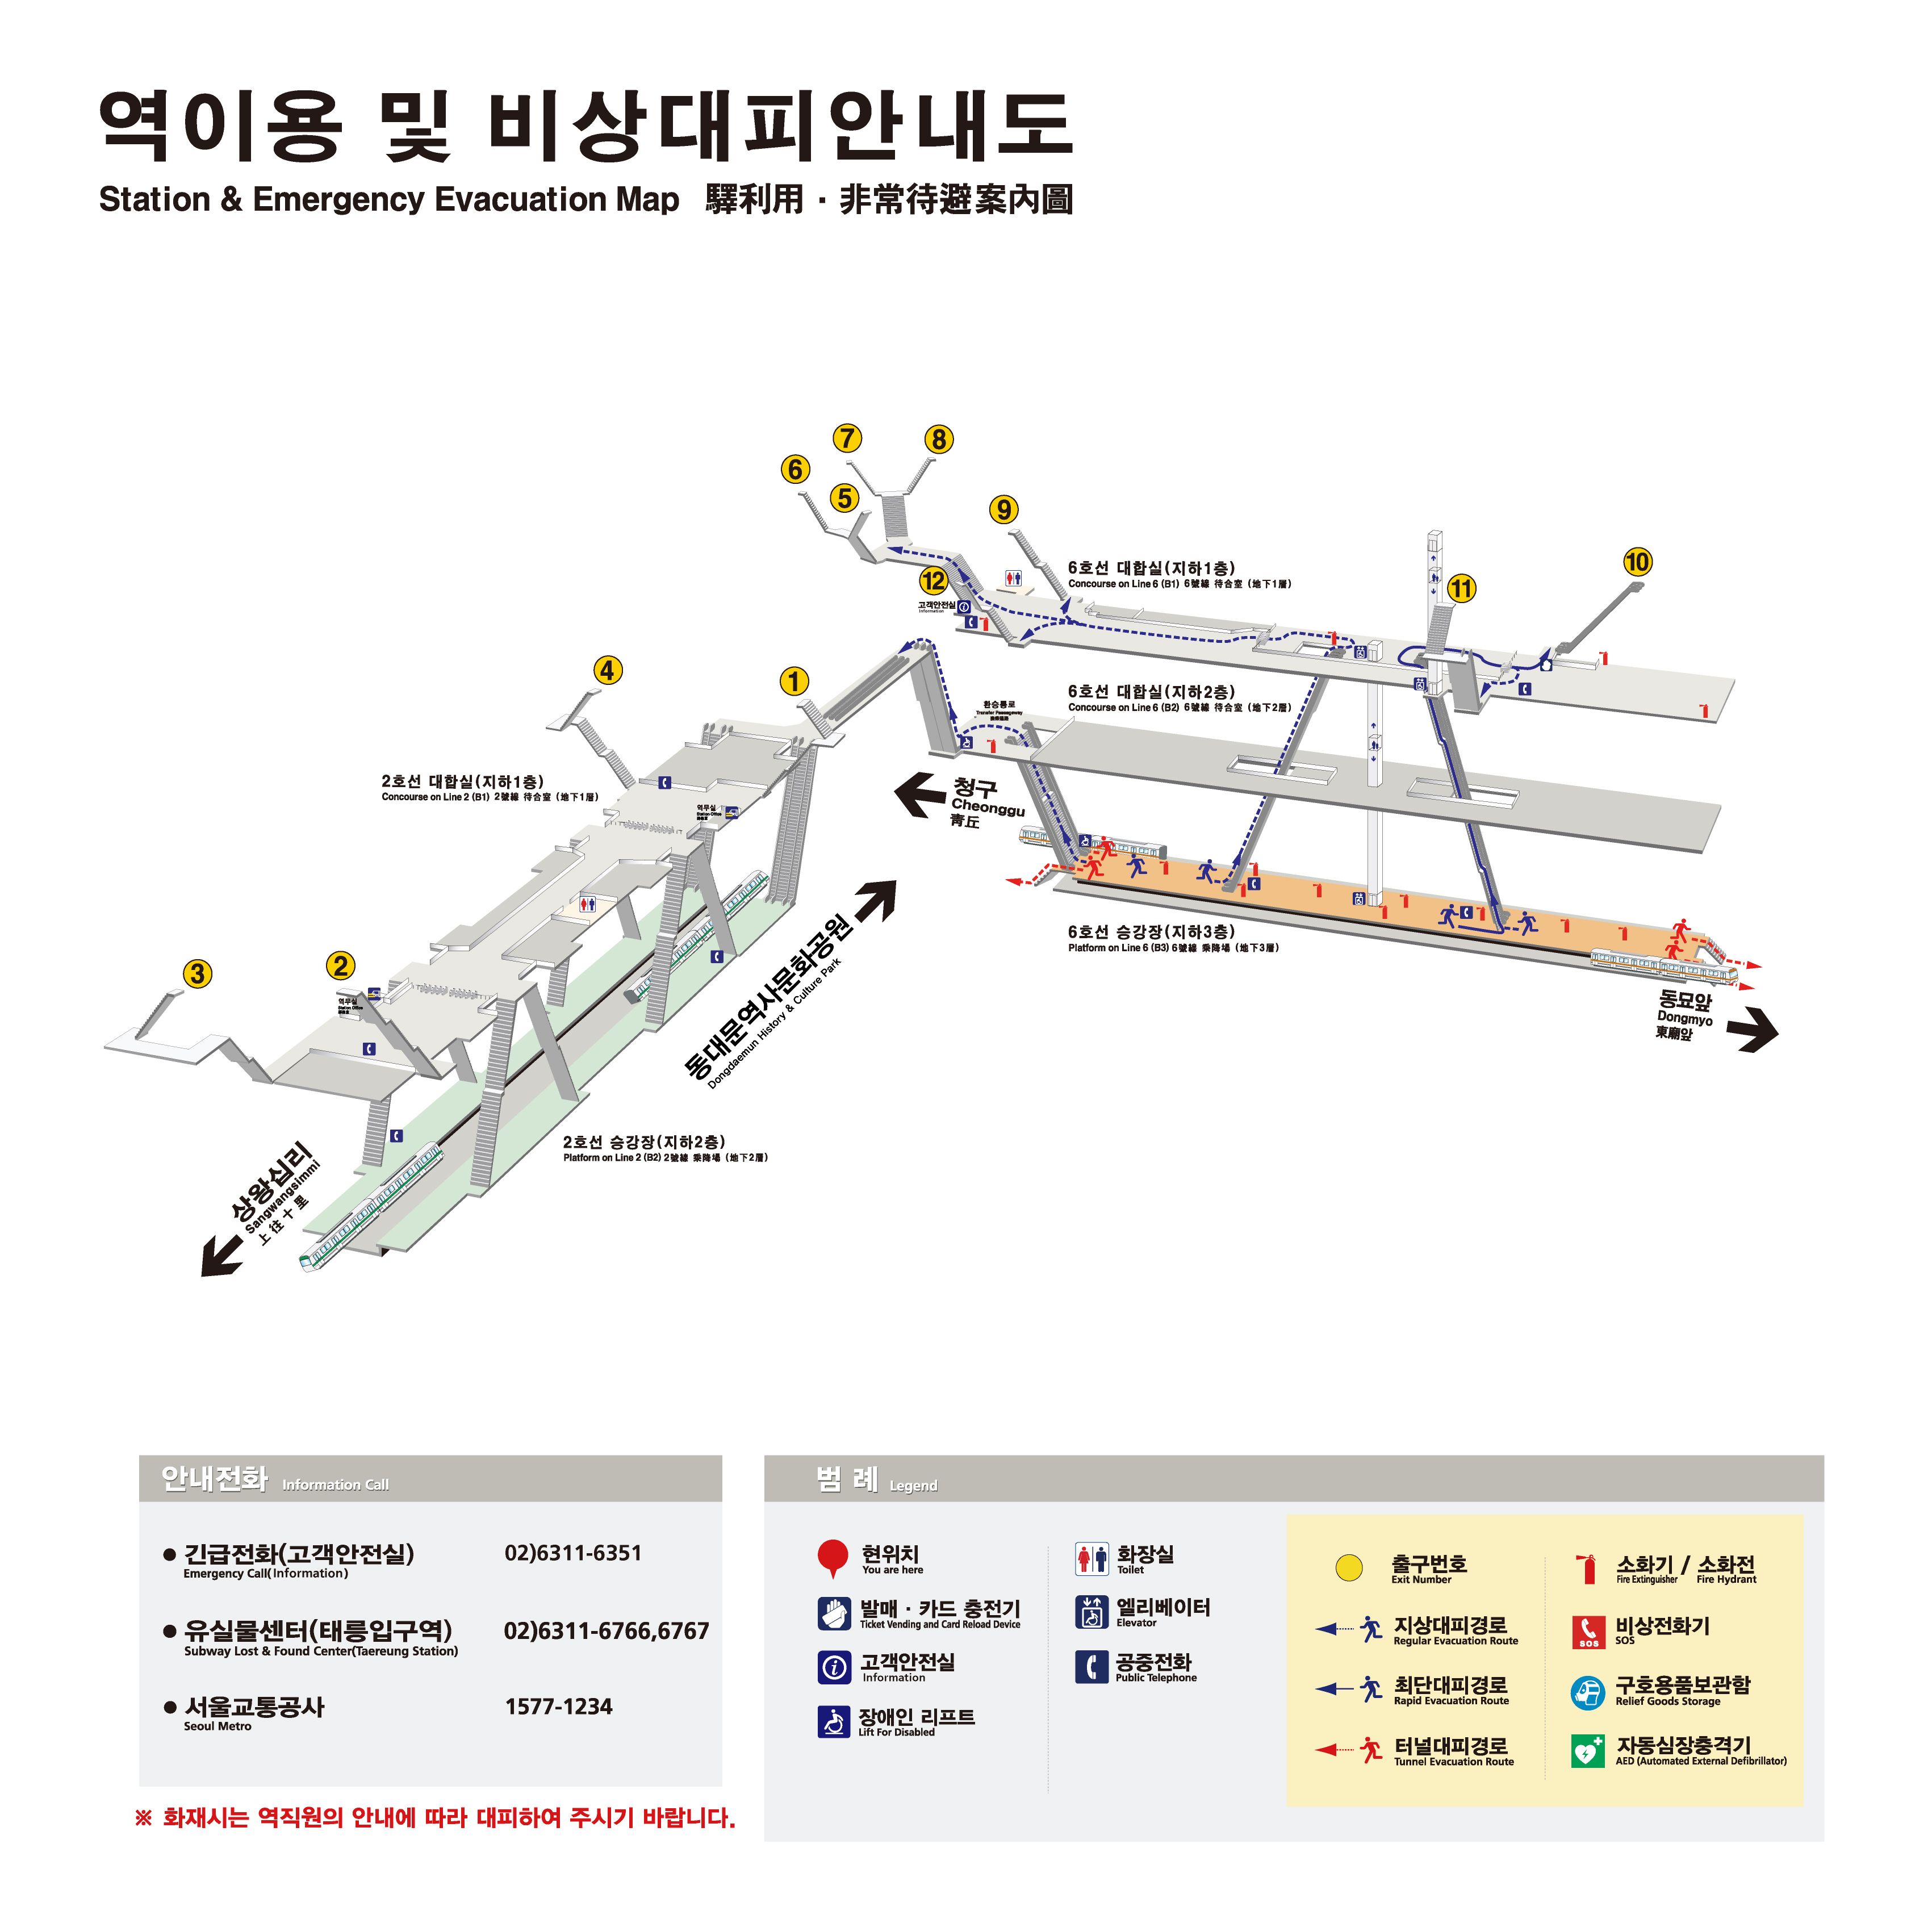 역이용 및 비상대피안내도
Station & Emergency Evacuation Map 驛利用 · 非常待避案內圖
7
8
6
5
9
6호선 대합실(지하1층)
Concourse on Line 6 (B1) 6號線 待合室 (地下1層)
10
12
11
고객안전실
Information
4
1
6호선 대합실(지하2층)
Concourse on Line 6 (B2) 6號線 待合室 (地下2層)
환승통로
Transfer Passageway
2호선 대합실(지하1층)
Concourse on Line 2 (B1) 2號線 待合室 (地下1層)
역무실
Station Office
청구
Cheonggu
靑丘
6호선 승강장(지하3층)
Platform on Line 6 (B3) 6號線 乘降場 (地下3層)
3
2
역무실
Station Office
동대문역사문화공원
Dongdaemun History & Culture Park
동묘앞
Dongmyo
東廟앞
2호선 승강장(지하2층)
Platform on Line 2 (B2) 2號線 乘降場 (地下2層)
상왕십리
Sangwangsimmi
上往十里
안내전화 Information Call
● 긴급전화(고객안전실) 02)6311-6351
Emergency Call(Information)
● 유실물센터(태릉입구역) 02)6311-6766,6767
Subway Lost & Found Center(Taereung Station)
● 서울교통공사 1577-1234
Seoul Metro
※ 화재시는 역직원의 안내에 따라 대피하여 주시기 바랍니다.
범 례 Legend
현위치
You are here
발매 · 카드 충전기
Ticket Vending and Card Reload Device
고객안전실
Information
장애인 리프트
Lift For Disabled
화장실
Toilet
엘리베이터
Elevator
공중전화
Public Telephone
출구번호
Exit Number
지상대피경로
Regular Evacuation Route
최단대피경로
Rapid Evacuation Route
터널대피경로
Tunnel Evacuation Route
소화기 / 소화전
Fire Extinguisher Fire Hydrant
SOS
비상전화기
SOS
구호용품보관함
Relief Goods Storage
자동심장충격기
AED (Automated External Defibrillator)